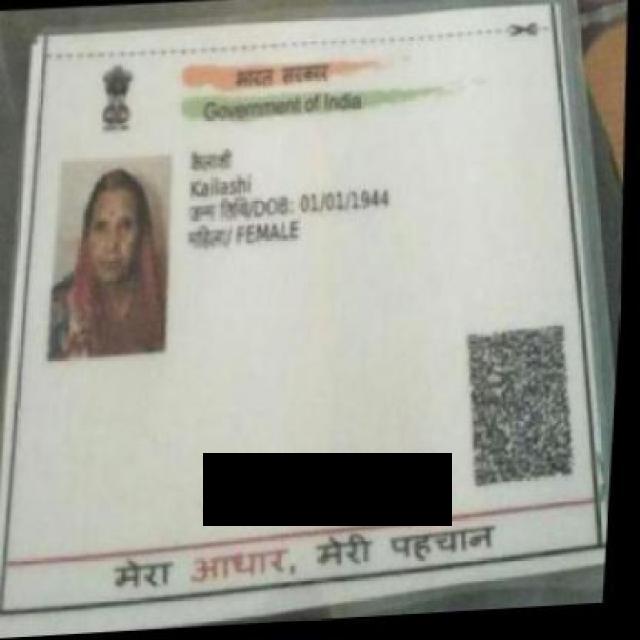 भारत सरकार
Government of India
कैलाशी
Kailashi
जन्म तिथि/DOB: 01/01/1944
महिला/ FEMALE
मेरा आधार, मेरी पहचान